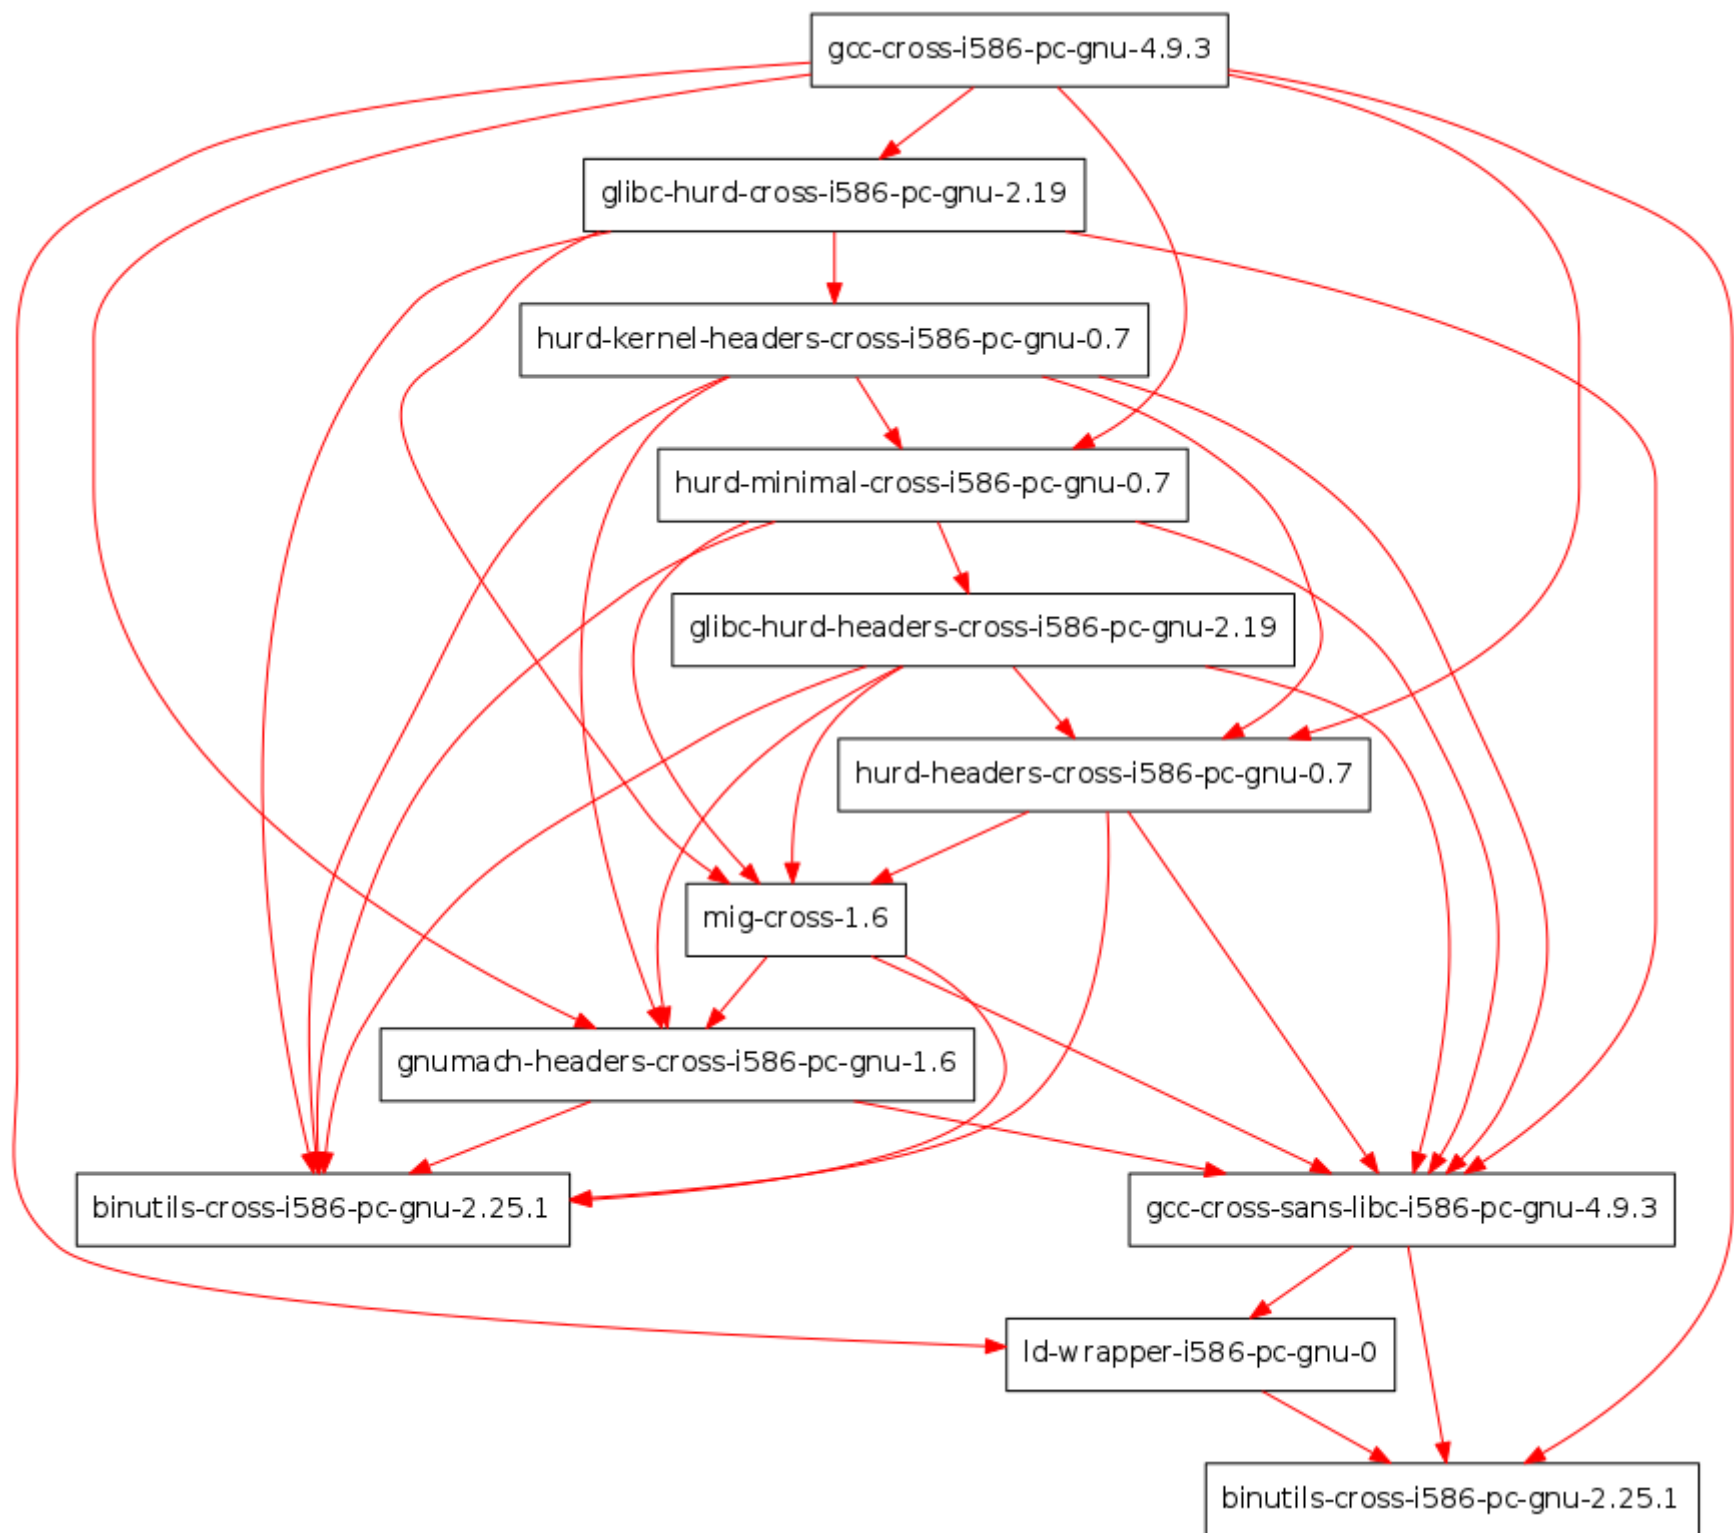 gcc-cross-i586-pc-gnu-4.9.3
glibc-hurd-cross-i586-pc-gnu-2.19
hurd-kernel-headers-cross-i586-pc-gnu-0.7
hurd-minimal-cross-i586-pc-gnu-0.7
glibc-hurd-headers-cross-i586-pc-gnu-2.19
hurd-headers-cross-i586-pc-gnu-0.7
mig-cross-1.6
gnumach-headers-cross-i586-pc-gnu-1.6
binutils-cross-i586-pc-gnu-2.25.1
gcc-cross-sans-libc-i586-pc-gnu-4.9.3
ld-wrapper-i586-pc-gnu-0
binutils-cross-i586-pc-gnu-2.25.1